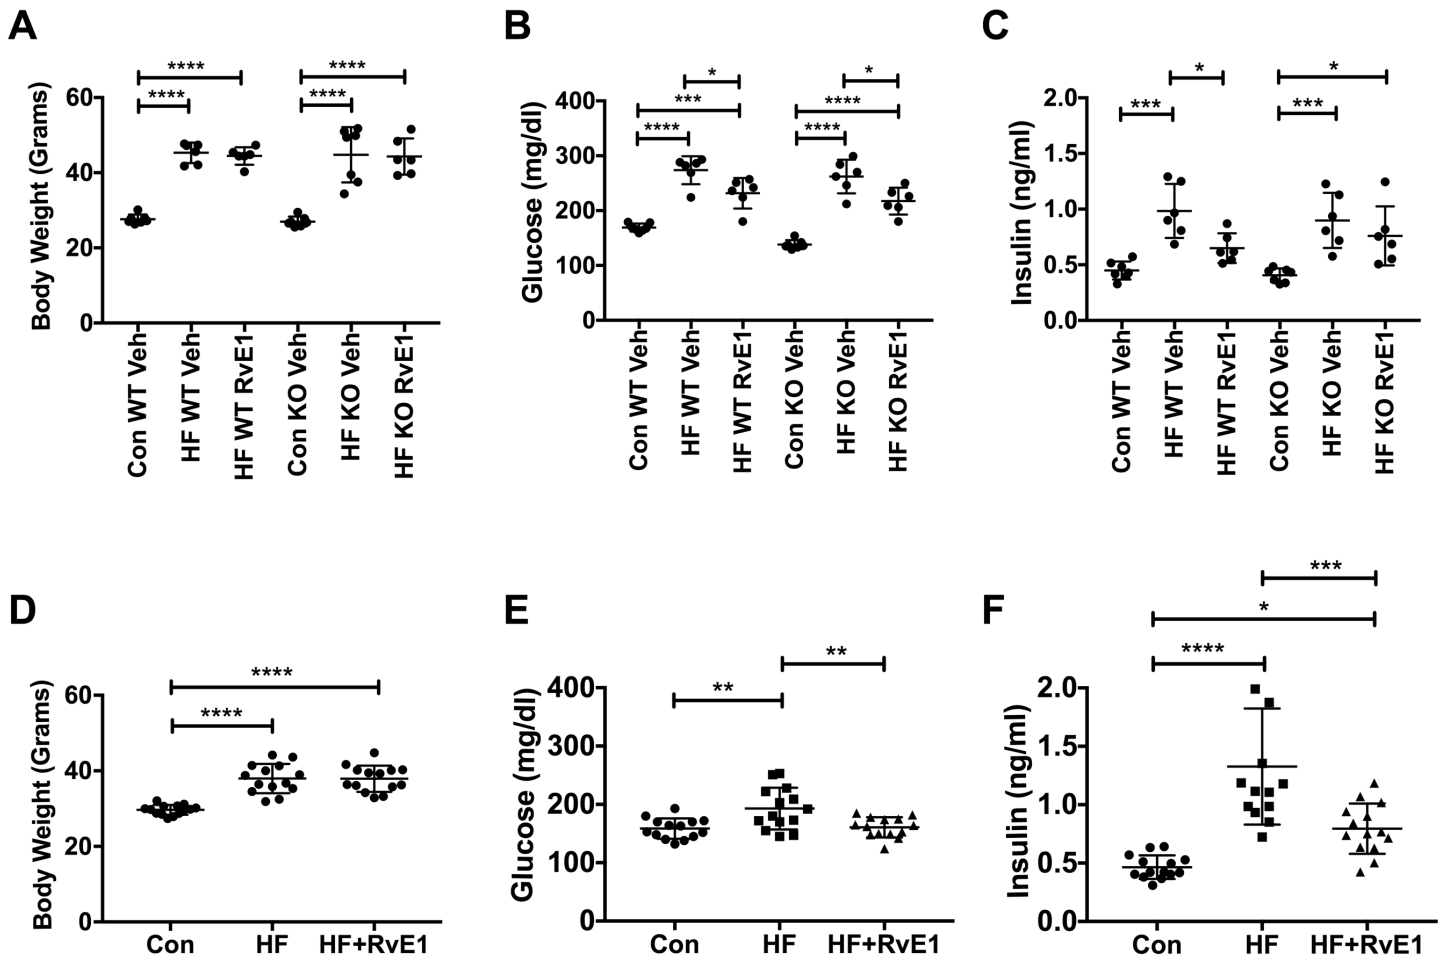 A
B
C
**** ****
**** ****
* *
*** ****
**** ****
* *
*** ***
Body Weight (Grams)
60
40
20
0
Con WT Veh
HF WT Veh
HF WT RvE1
Con KO Veh
HF KO Veh
HF KO RvE1
Glucose (mg/dl)
400
300
200
100
0
Con WT Veh
HF WT Veh
HF WT RvE1
Con KO Veh
HF KO Veh
HF KO RvE1
Insulin (ng/ml)
2.0
1.5
1.0
0.5
0.0
Con WT Veh
HF WT Veh
HF WT RvE1
Con KO Veh
HF KO Veh
HF KO RvE1
D
E
F
****
****
**
**
***
*
****
Body Weight (Grams)
60
40
20
0
Con HF HF+RvE1
Glucose (mg/dl)
400
300
200
100
0
Con HF HF+RvE1
Insulin (ng/ml)
2.0
1.5
1.0
0.5
0.0
Con HF HF+RvE1